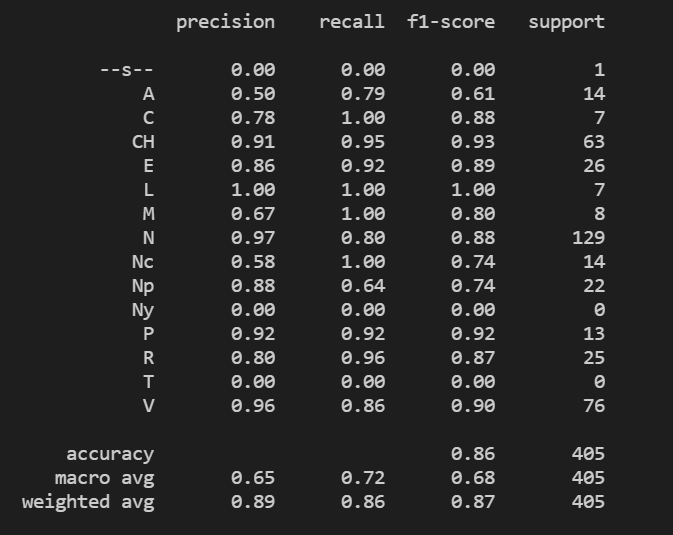 precision recall f1-score support
--s-- 0.00 0.00 0.00 1
A 0.50 0.79 0.61 14
C 0.78 1.00 0.88 7
CH 0.91 0.95 0.93 63
E 0.86 0.92 0.89 26
L 1.00 1.00 1.00 7
M 0.67 1.00 0.80 8
N 0.97 0.80 0.88 129
Nc 0.58 1.00 0.74 14
Np 0.88 0.64 0.74 22
Ny 0.00 0.00 0.00 0
P 0.92 0.92 0.92 13
R 0.80 0.96 0.87 25
T 0.00 0.00 0.00 0
V 0.96 0.86 0.90 76
accuracy 0.86 405
macro avg 0.65 0.72 0.68 405
weighted avg 0.89 0.86 0.87 405